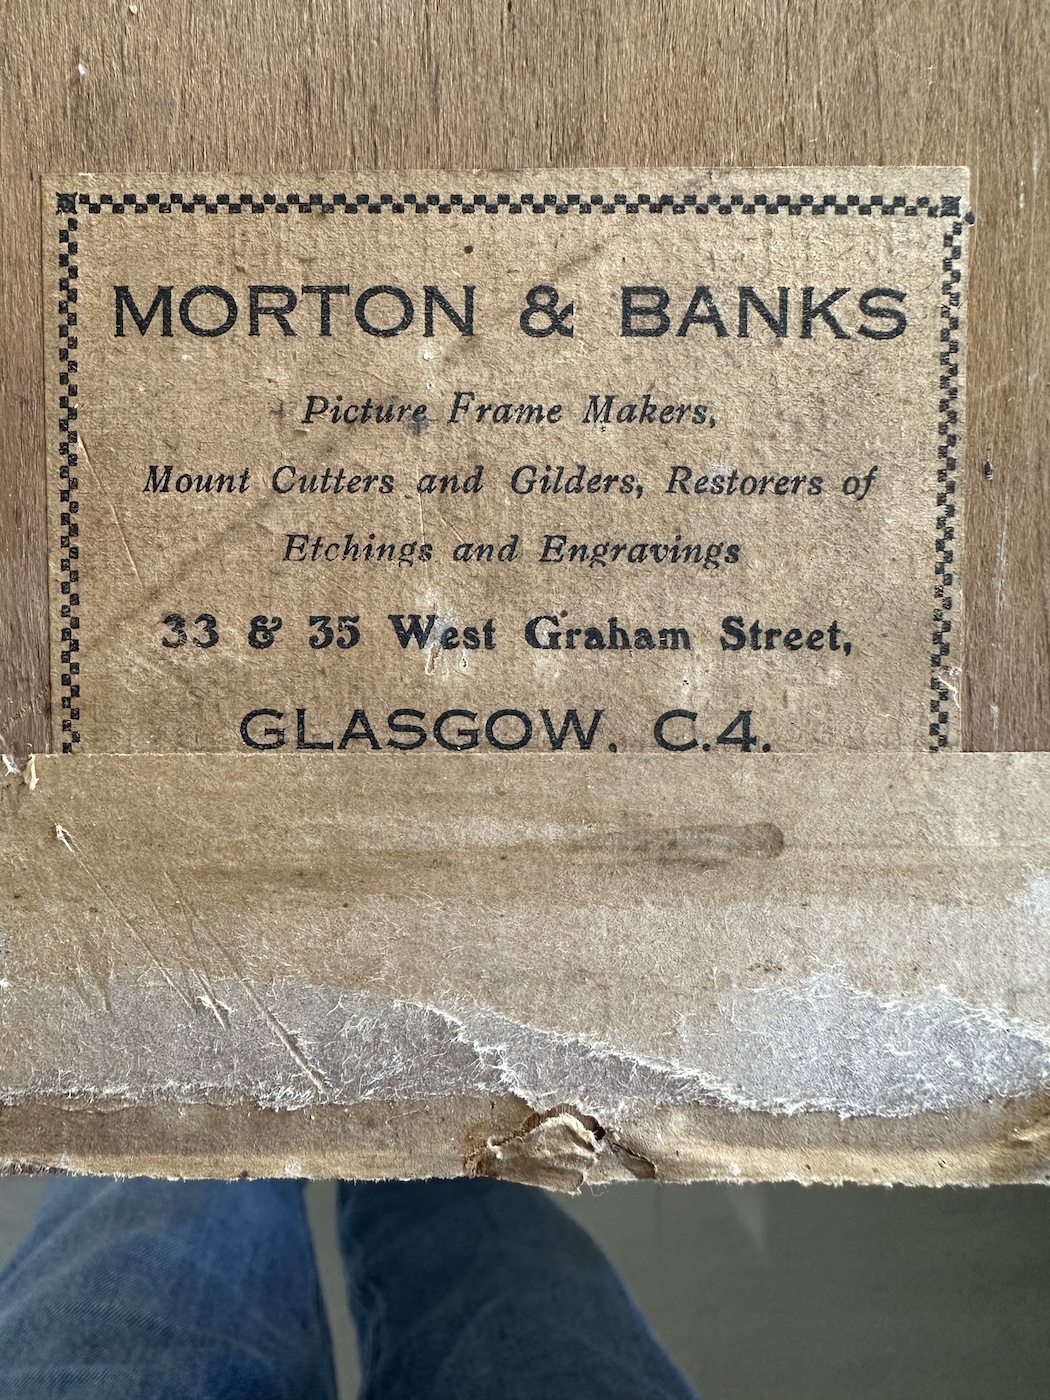 MORTON & BANKS
Picture Frame Makers,
Mount Cutters and Gilders, Restorers of
Etchings and Engravings
33 & 35 West Graham Street,
GLASGOW, C.4.